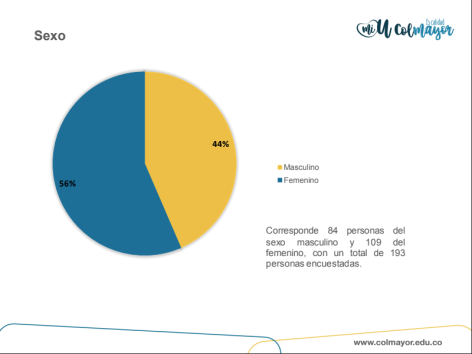 Sexo
Es calidad
mi U colmayor
44%
56%
Masculino
Femenino
Corresponde 84 personas del
sexo masculino y 109 del
femenino, con un total de 193
personas encuestadas.
www.colmayor.edu.co